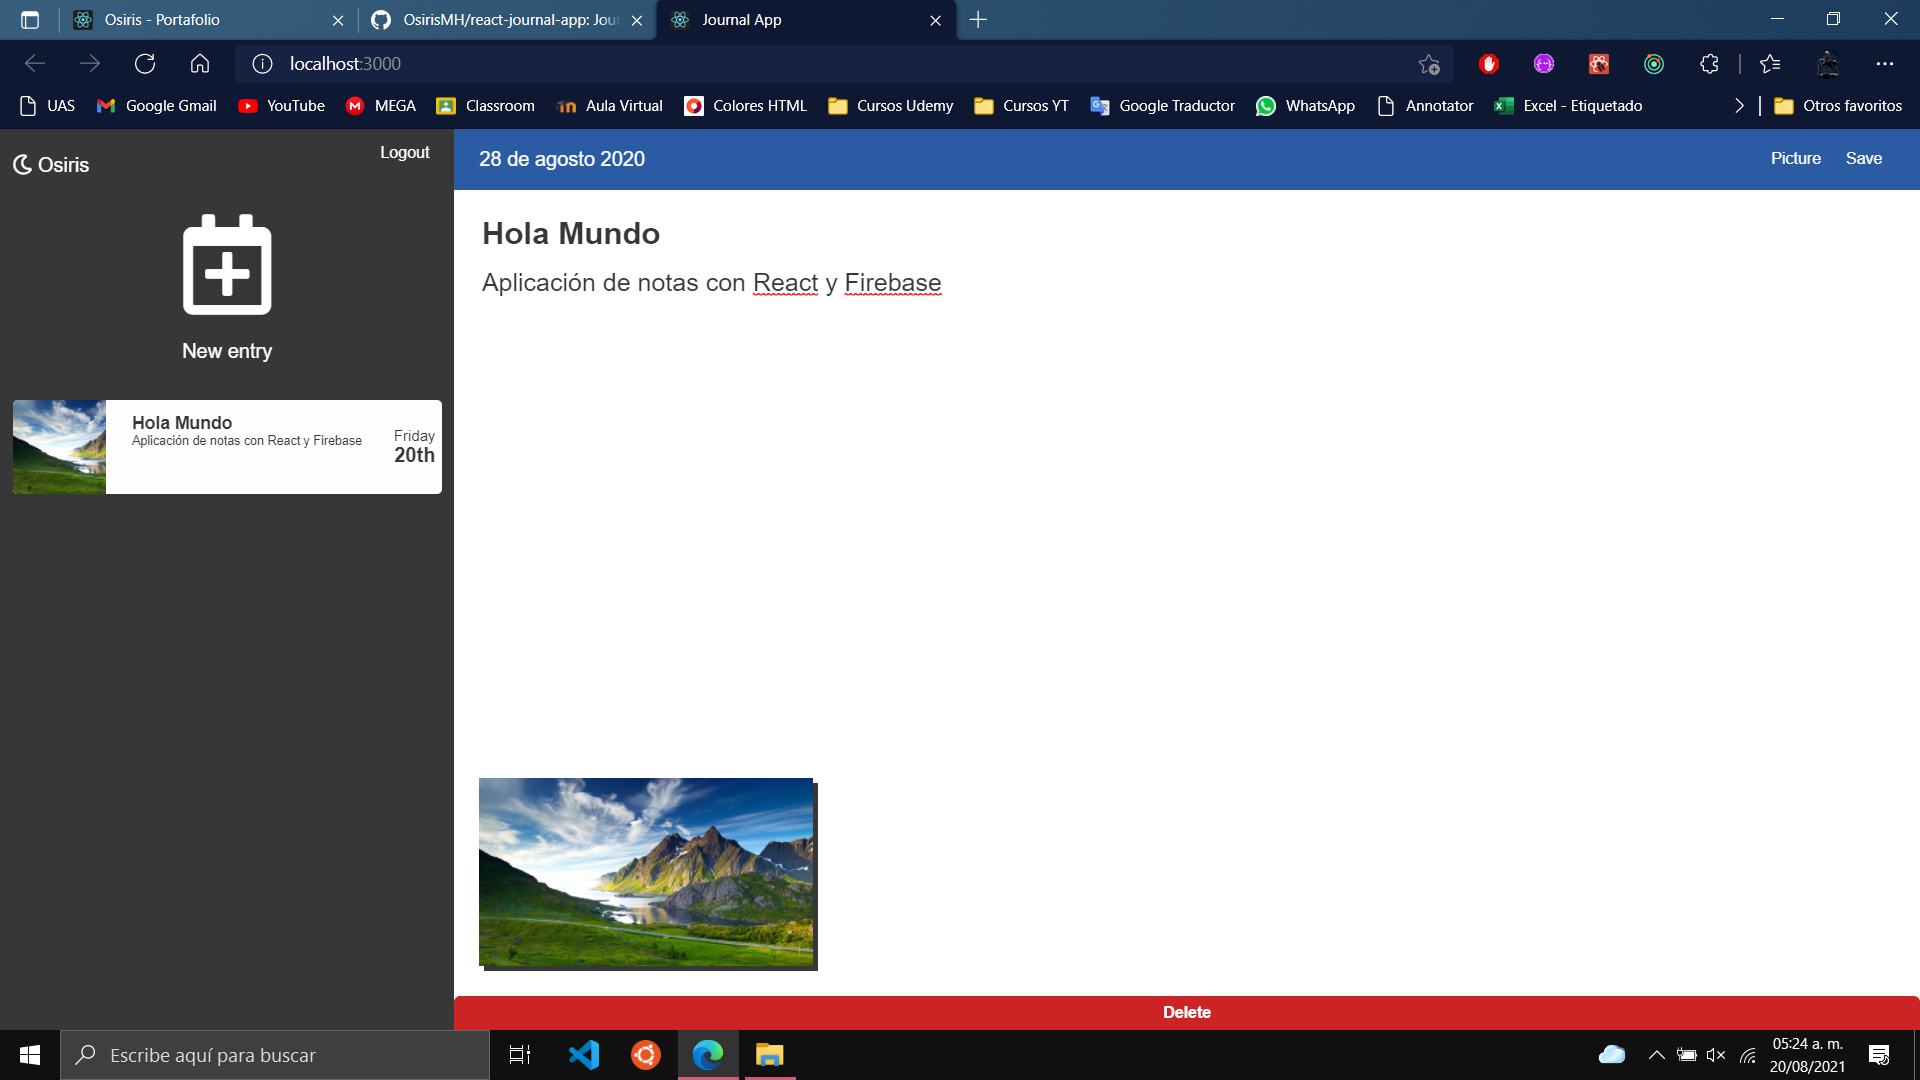 Osiris - Portafolio
OsirisMH/react-journal-app: Jou
Journal App
localhost:3000
UAS
Google Gmail
YouTube
MEGA
Classroom
Aula Virtual
Colores HTML
Cursos Udemy
Cursos YT
Google Traductor
WhatsApp
Annotator
Excel - Etiquetado
Otros favoritos
Osiris
Logout
New entry
Hola Mundo
Aplicación de notas con React y Firebase
Friday
20th
28 de agosto 2020
Picture
Save
Hola Mundo
Aplicación de notas con React y Firebase
Delete
Escribe aquí para buscar
05:24 a. m.
20/08/2021